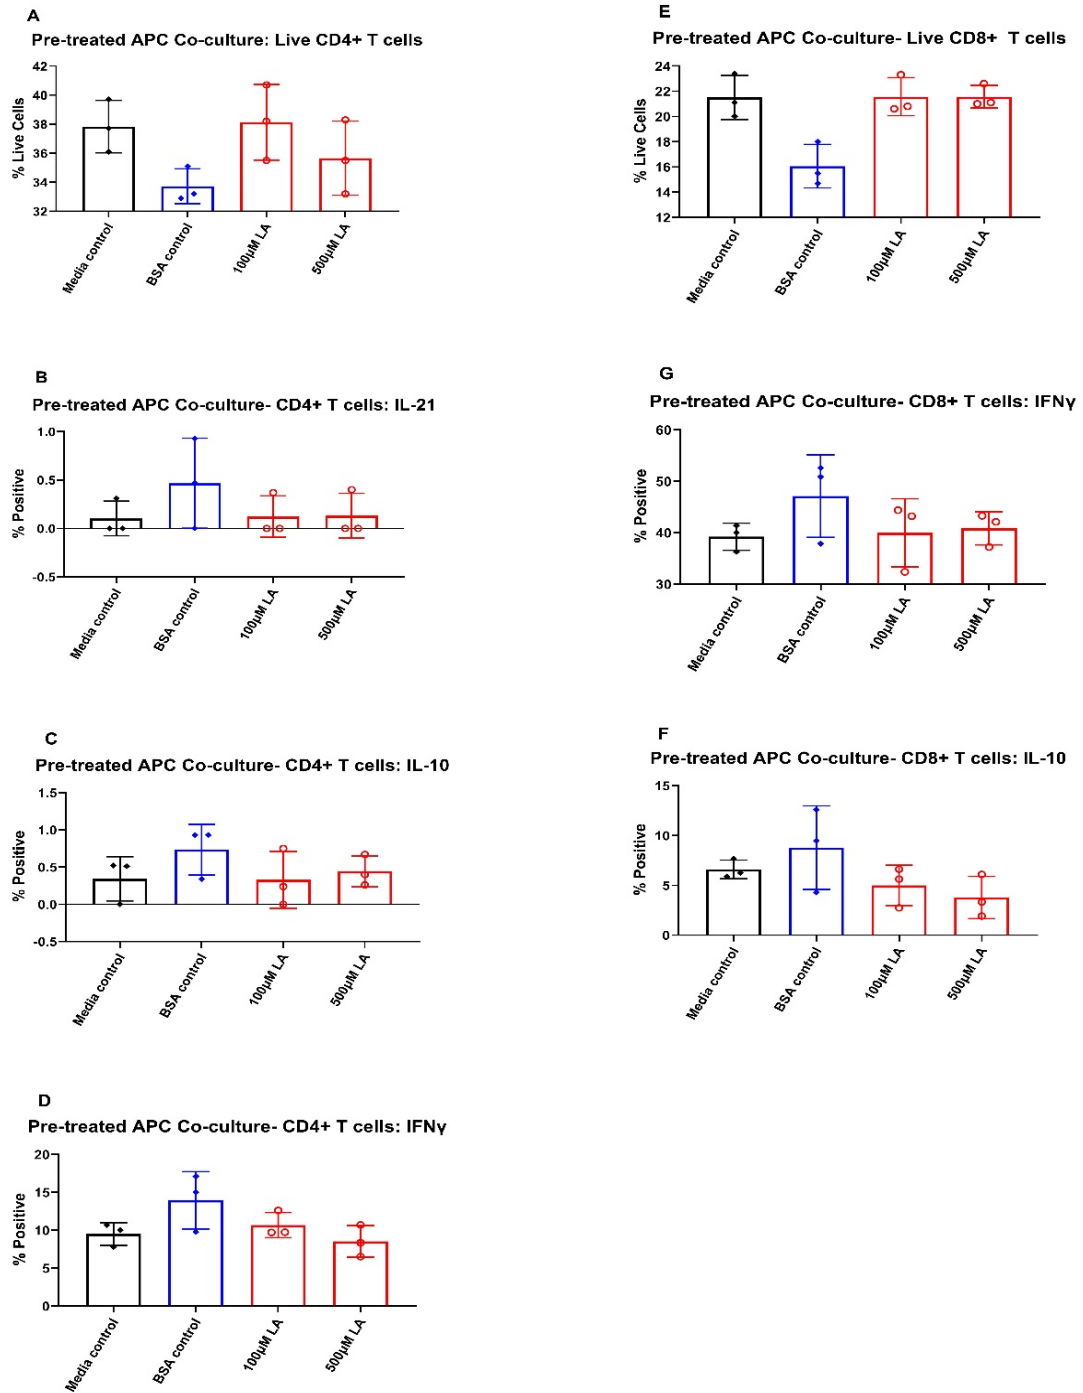 A
Pre-treated APC Co-culture: Live CD4+ T cells
42
40
38
36
34
32
% Live Cells
Media control
BSA control
100µM LA
500µM LA
E
Pre-treated APC Co-culture- Live CD8+ T cells
24
22
20
18
16
14
12
% Live Cells
Media control
BSA control
100µM LA
500µM LA
B
Pre-treated APC Co-culture- CD4+ T cells: IL-21
1.0
0.5
0.0
-0.5
% Positive
Media control
BSA control
100µM LA
500µM LA
G
Pre-treated APC Co-culture- CD8+ T cells: IFNγ
60
50
40
30
% Positive
Media control
BSA control
100µM LA
500µM LA
C
Pre-treated APC Co-culture- CD4+ T cells: IL-10
1.5
1.0
0.5
0.0
-0.5
% Positive
Media control
BSA control
100µM LA
500µM LA
F
Pre-treated APC Co-culture- CD8+ T cells: IL-10
15
10
5
0
% Positive
Media control
BSA control
100µM LA
500µM LA
D
Pre-treated APC Co-culture- CD4+ T cells: IFNγ
20
15
10
5
0
% Positive
Media control
BSA control
100µM LA
500µM LA